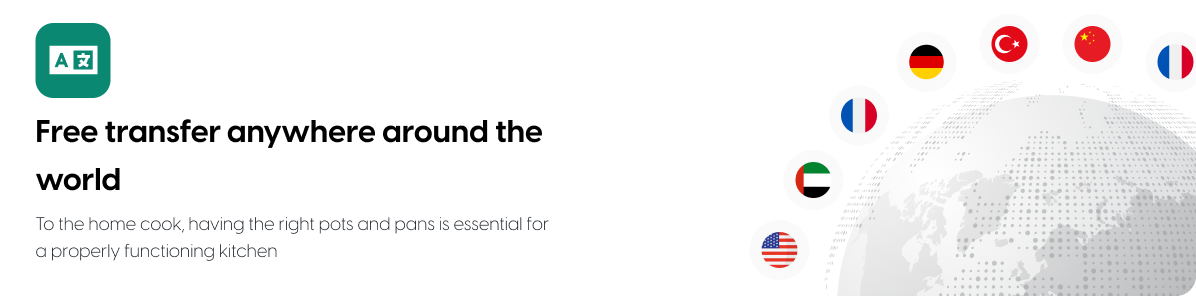 A 文
Free transfer anywhere around the
world
To the home cook, having the right pots and pans is essential for
a properly functioning kitchen